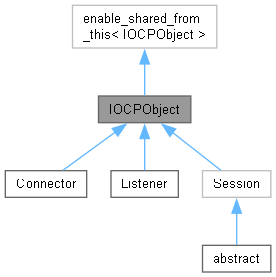 enable_shared_from
_this< IOCPObject >
IOCPObject
Connector
Listener
Session
abstract